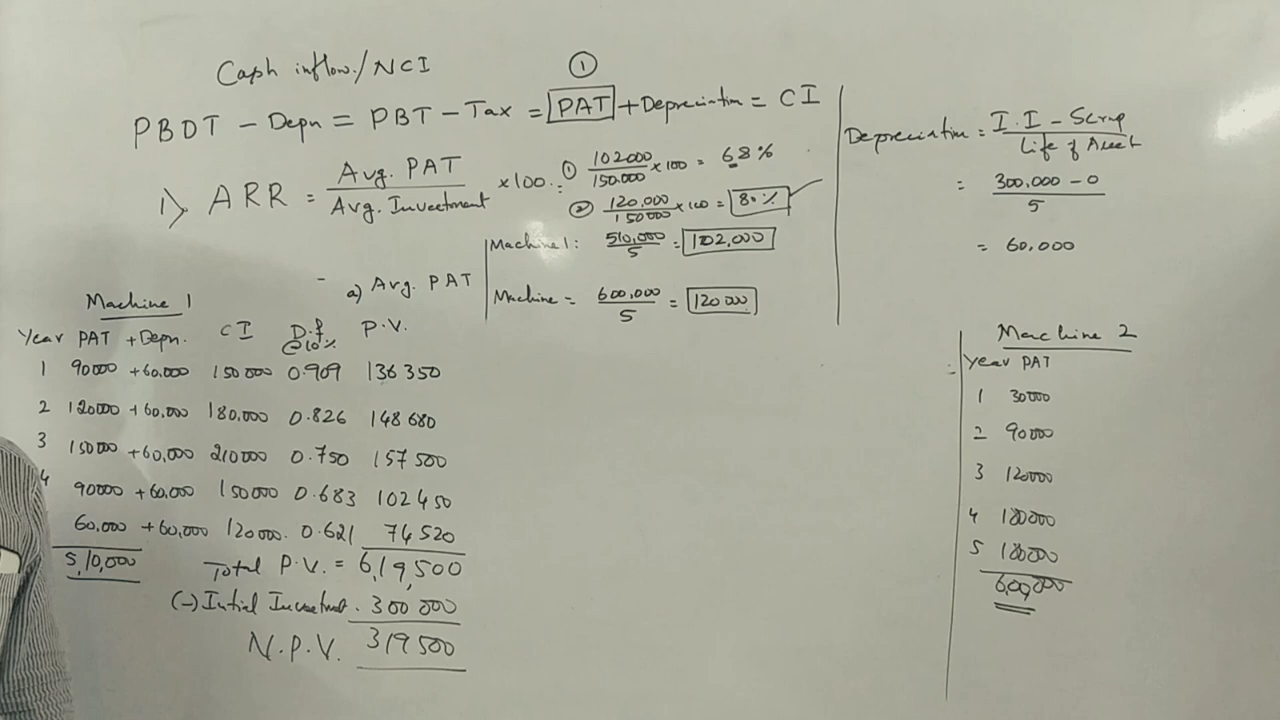 Cash inflow/NCI
①
PBDT - Depn = PBT - Tax = PAT + Depreciation = CI
1) ARR = Avg. PAT / Avg. Investment × 100 =
① 102000 / 150.000 × 100 = 68%
② 120,000 / 150000 × 100 = 80%
a) Avg. PAT
Machine 1: 510,000 / 5 = 102,000
Machine = 600,000 / 5 = 120000
Depreciation = I.I - Scrap / Life of Asset
= 300,000 - 0 / 5
= 60,000
Machine 1
Year PAT + Depn. CI D.f @10% P.V.
1 90000 + 60,000 150000 0.909 136350
2 120000 + 60,000 180,000 0.826 148680
3 150000 + 60,000 210000 0.750 157500
4 90000 + 60,000 150000 0.683 102450
60,000 + 60,000 120000. 0.621 74520
5,10,000 Total P.V. = 6,19,500
(-) Initial Investment. 300000
N.P.V. 319500
Machine 2
Year PAT
1 30000
2 90000
3 120000
4 180000
5 180000
6,00,000